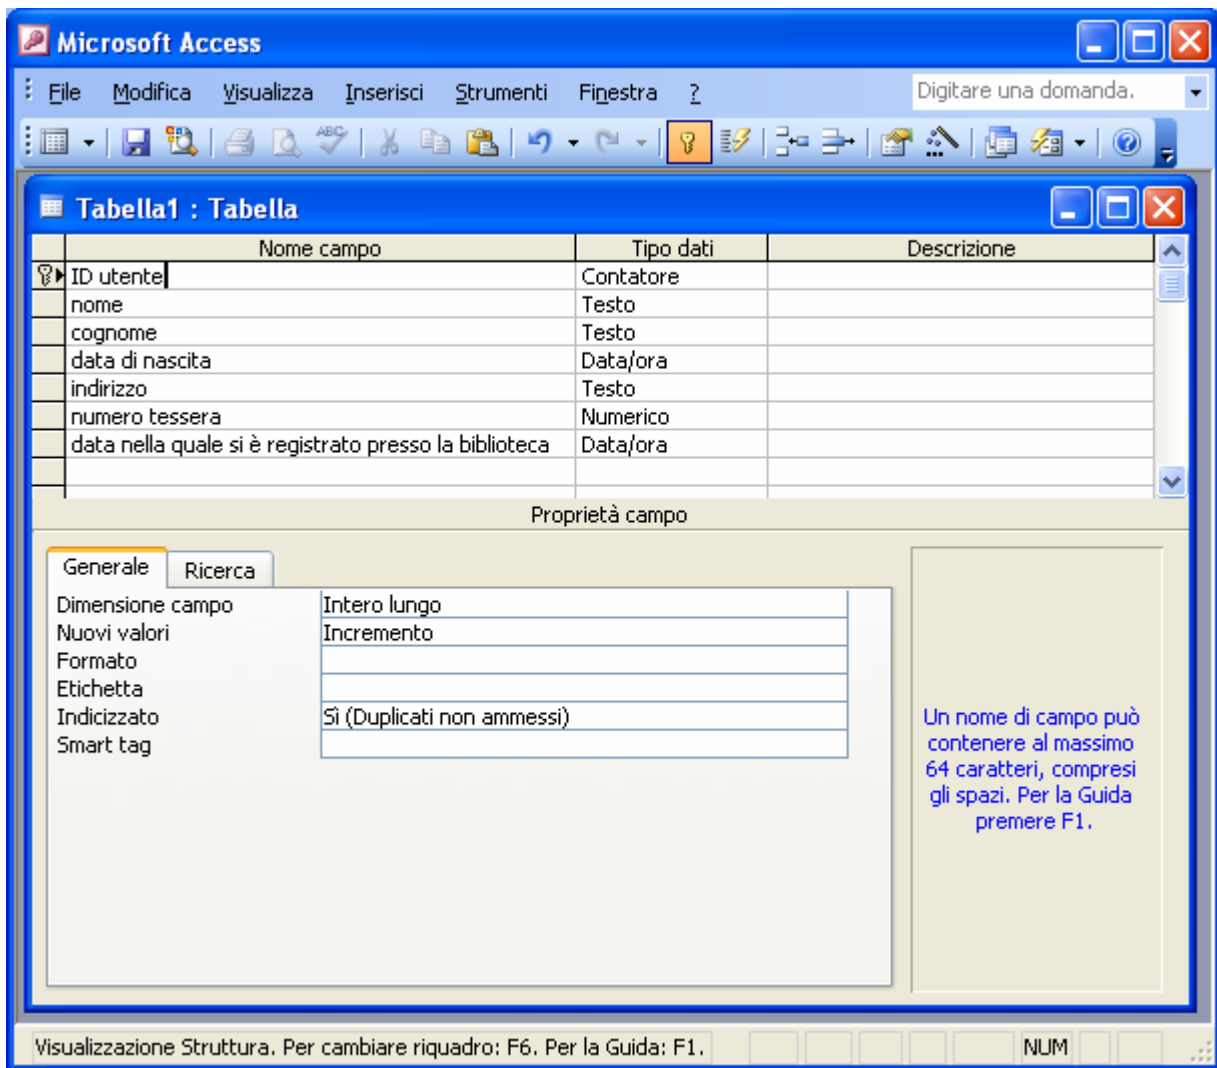 Microsoft Access
File Modifica Visualizza Inserisci Strumenti Finestra ? Digitare una domanda.
ABC
Tabella1 : Tabella
Nome campo Tipo dati Descrizione
ID utente Contatore
nome Testo
cognome Testo
data di nascita Data/ora
indirizzo Testo
numero tessera Numerico
data nella quale si è registrato presso la biblioteca Data/ora
Proprietà campo
Generale Ricerca
Dimensione campo Intero lungo
Nuovi valori Incremento
Formato
Etichetta
Indicizzato Sì (Duplicati non ammessi)
Smart tag
Un nome di campo può
contenere al massimo
64 caratteri, compresi
gli spazi. Per la Guida
premere F1.
Visualizzazione Struttura. Per cambiare riquadro: F6. Per la Guida: F1. NUM